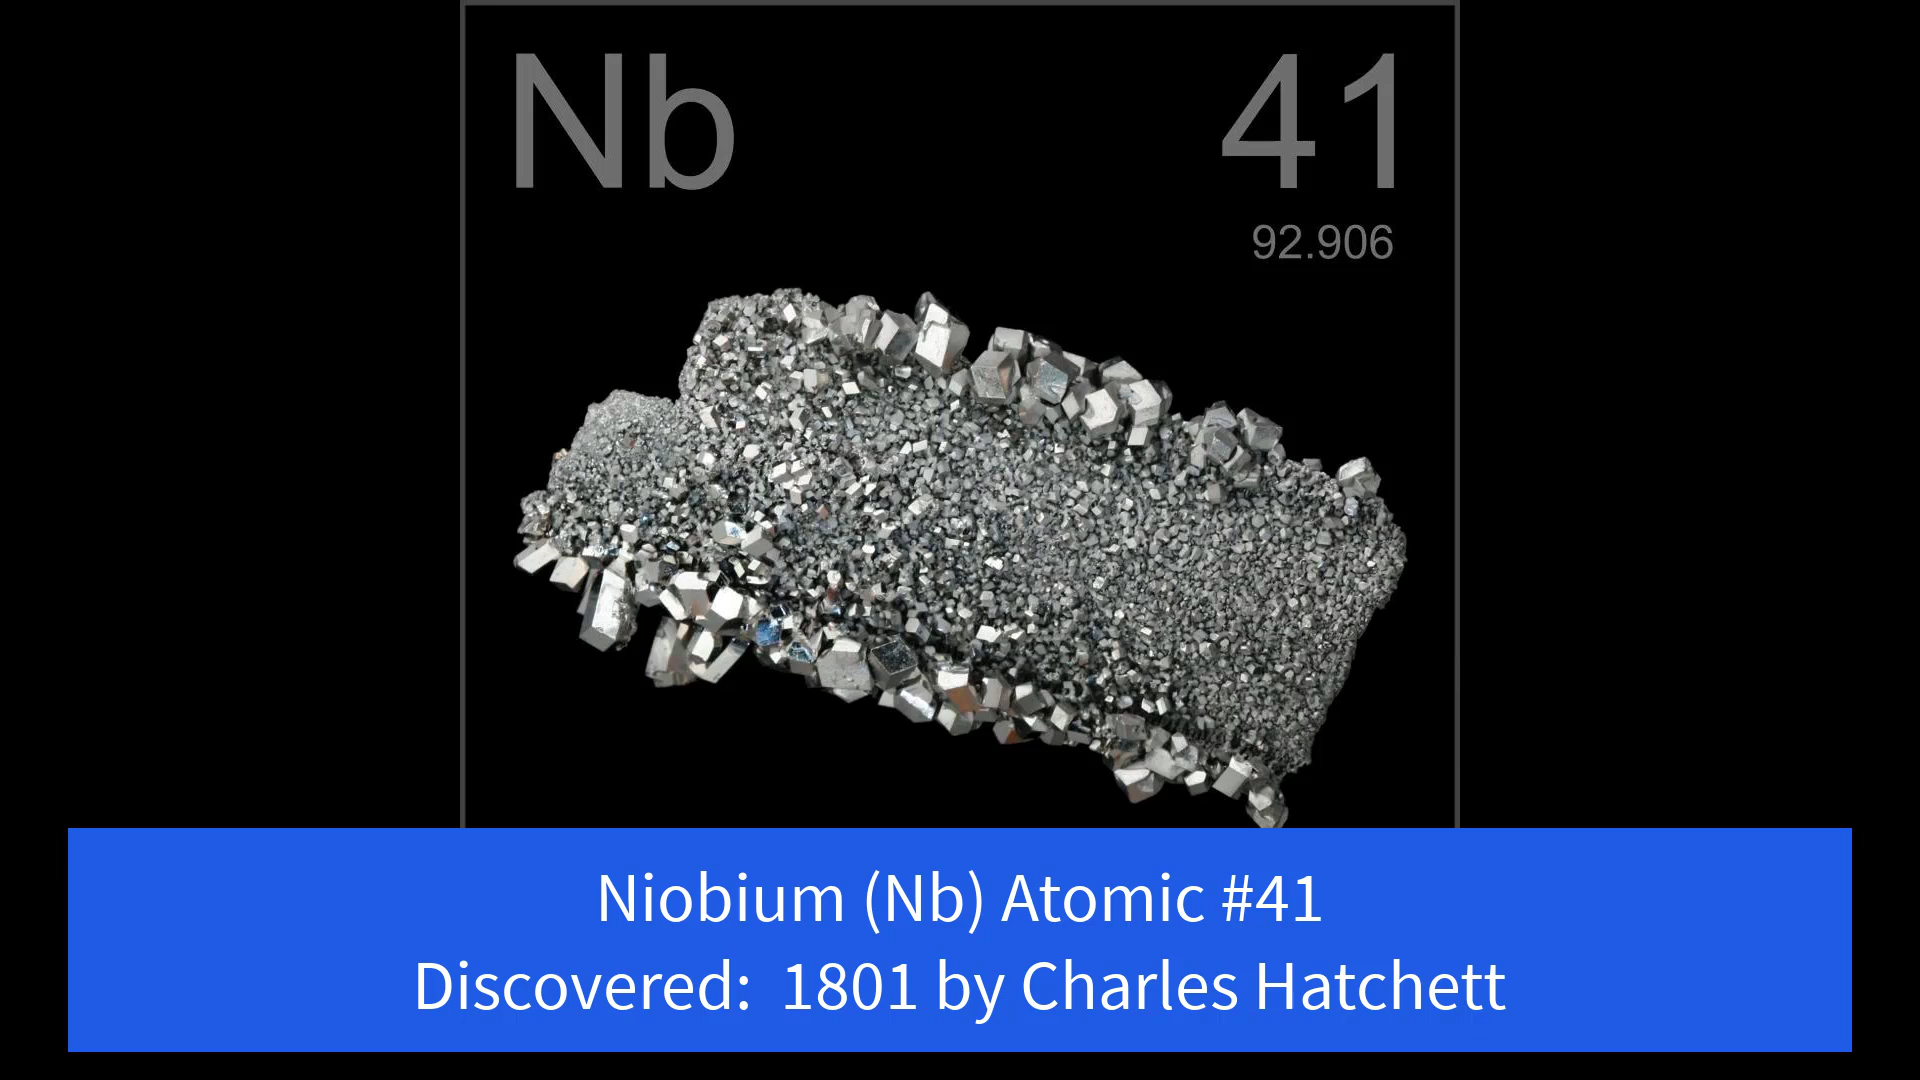 Nb 41
92.906
Niobium (Nb) Atomic #41
Discovered:  1801 by Charles Hatchett